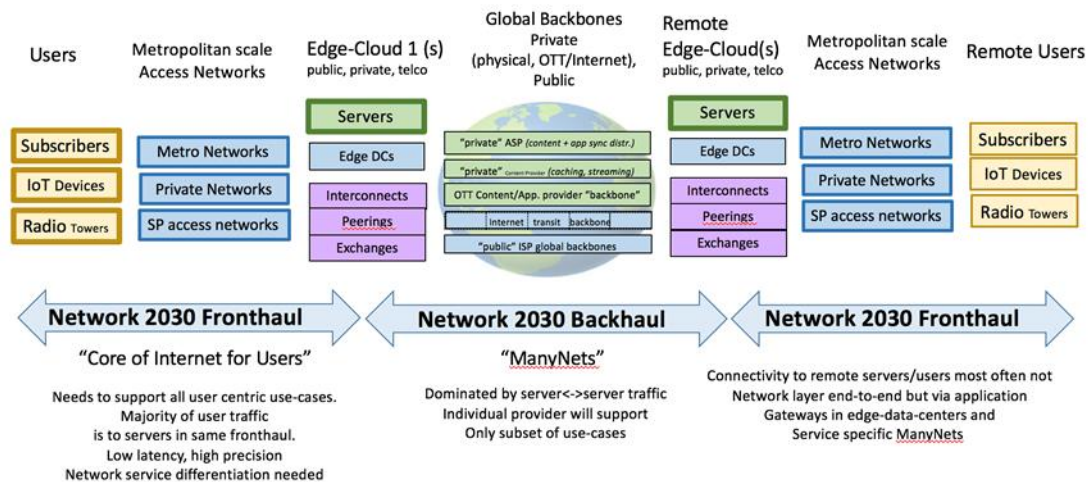 Users
Metropolitan scale
Access Networks
Edge-Cloud 1 (s)
public, private, telco
Global Backbones
Private
(physical, OTT/Internet),
Public
Remote
Edge-Cloud(s)
public, private, telco
Metropolitan scale
Access Networks
Remote Users
Subscribers
IoT Devices
Radio Towers
Metro Networks
Private Networks
SP access networks
Servers
Edge DCs
Interconnects
Peerings
Exchanges
"private" ASP (content + app sync distr.)
"private" Content Provider (caching, streaming)
OTT Content/App. provider "backbone"
Internet transit backbone
"public" ISP global backbones
Servers
Edge DCs
Interconnects
Peerings
Exchanges
Metro Networks
Private Networks
SP access networks
Subscribers
IoT Devices
Radio Towers
Network 2030 Fronthaul
Network 2030 Backhaul
Network 2030 Fronthaul
"Core of Internet for Users"
Needs to support all user centric use-cases.
Majority of user traffic
is to servers in same fronthaul.
Low latency, high precision
Network service differentiation needed
"ManyNets"
Dominated by server<->server traffic
Individual provider will support
Only subset of use-cases
Connectivity to remote servers/users most often not
Network layer end-to-end but via application
Gateways in edge-data-centers and
Service specific ManyNets